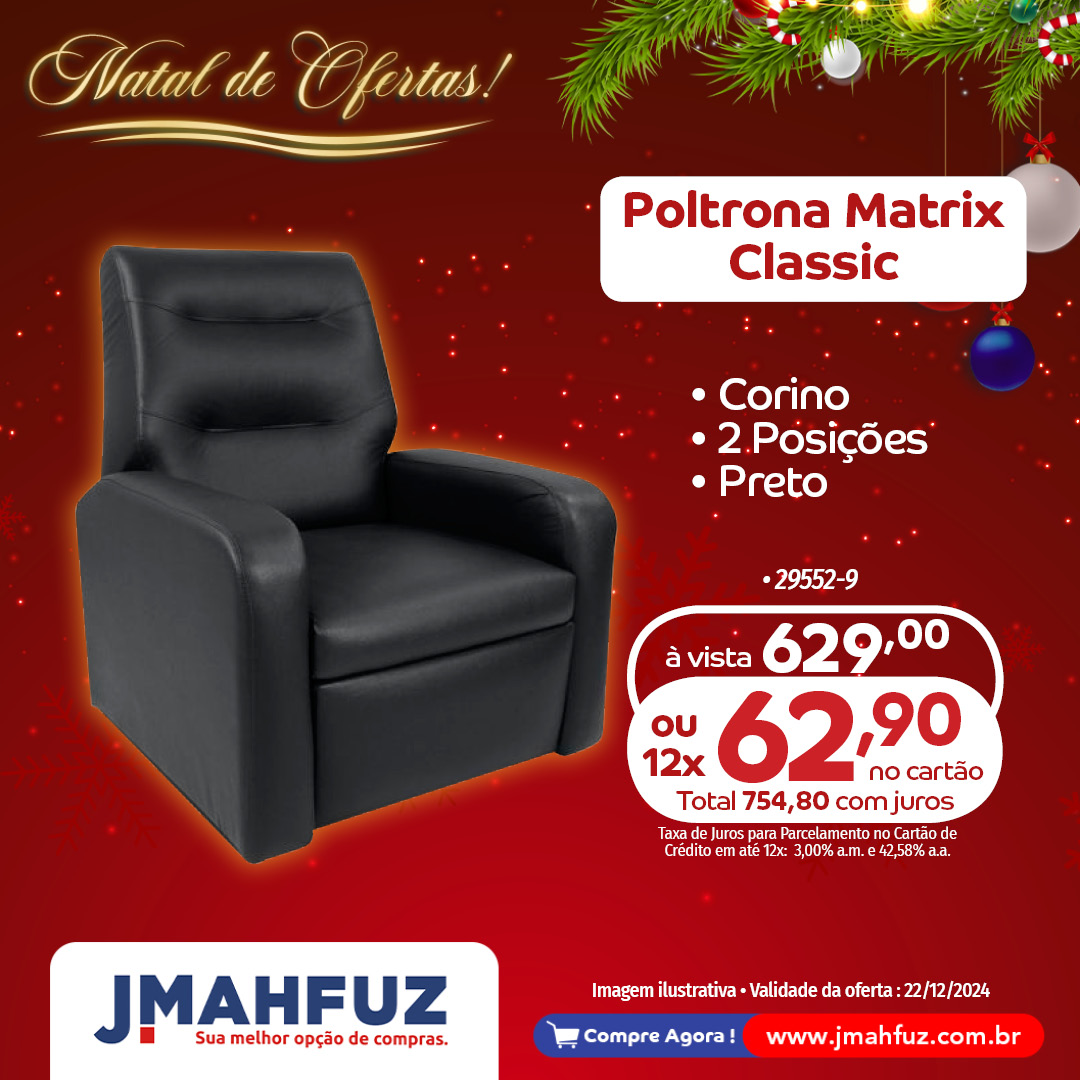 Natal de Ofertas!
Poltrona Matrix
Classic
• Corino
• 2 Posições
• Preto
• 29552-9
à vista 629,00
ou
12x 62,90
no cartão
Total 754,80 com juros
Taxa de Juros para Parcelamento no Cartão de
Crédito em até 12x: 3,00% a.m. e 42,58% a.a.
JMAHFUZ
Sua melhor opção de compras.
Imagem ilustrativa • Validade da oferta : 22/12/2024
Compre Agora !
www.jmahfuz.com.br